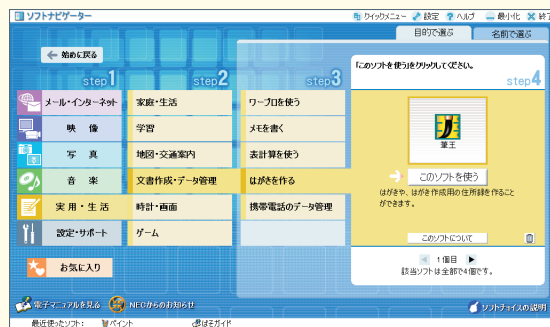 ソフトナビゲーター
クイックメニュー 設定 ヘルプ 最小化 終了
目的で選ぶ 名前で選ぶ
始めに戻る
step1 step2 step3 step4
「このソフトを使う」をクリックしてください。
メール・インターネット
映 像
写 真
音 楽
実用・生活
設定・サポート
お気に入り
家庭・生活
学習
地図・交通案内
文書作成・データ管理
時計・画面
ゲーム
ワープロを使う
メモを書く
表計算を使う
はがきを作る
携帯電話のデータ管理
筆王
このソフトを使う
はがきや、はがき作成用の住所録を作ること
ができます。
このソフトについて
1個目
該当ソフトは全部で4個です。
電子マニュアルを見る NECからのお知らせ ソフトチョイスの説明
最近使ったソフト: ペイント ぱそガイド